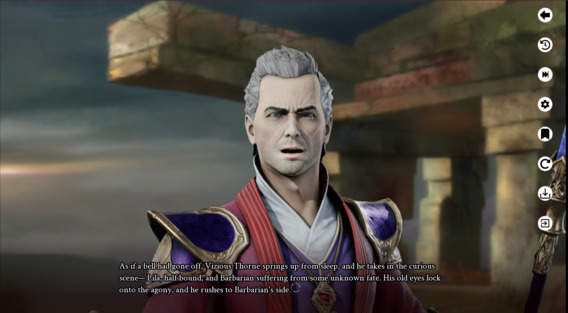 As if a bell had gone off, Vizious Thorne springs up from sleep, and he takes in the curious
scene-- Lila, half bound, and Barbarian suffering from some unknown fate. His old eyes lock
onto the agony, and he rushes to Barbarian's side.